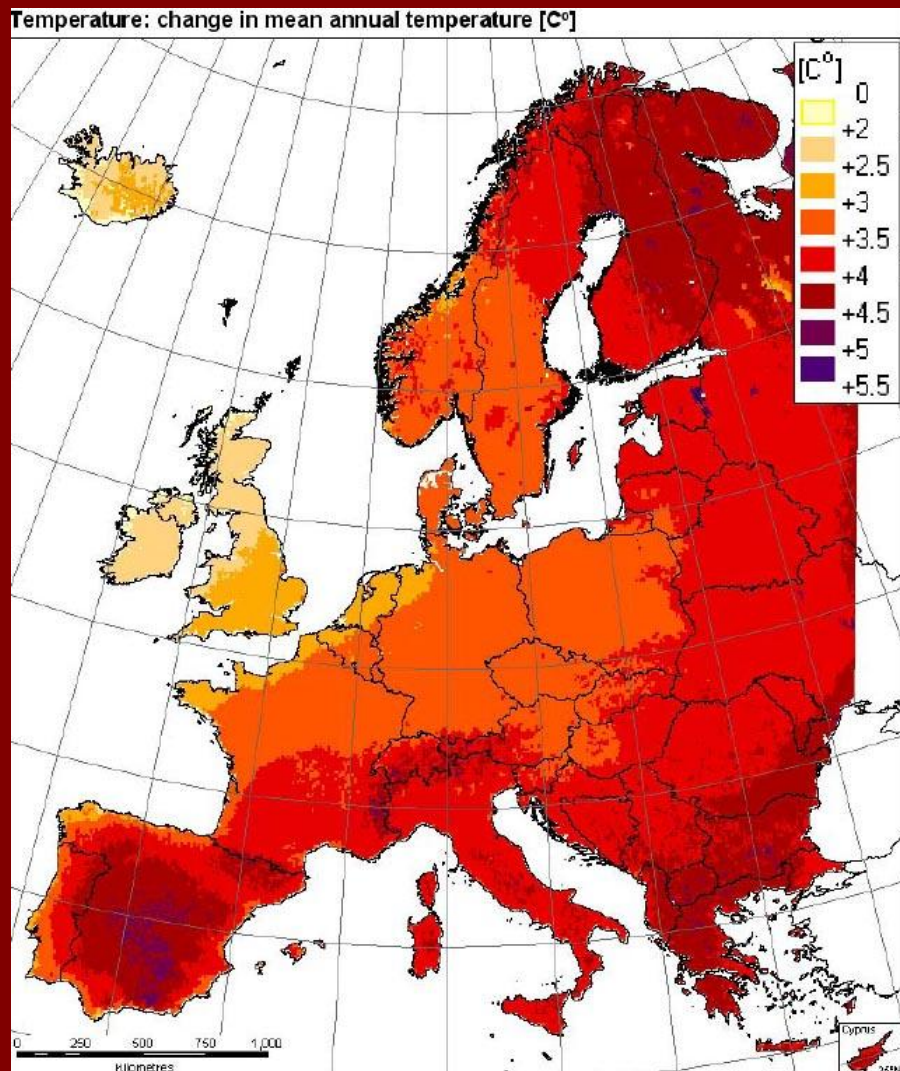 Temperature: change in mean annual temperature [C°]
[C°]
0
+2
+2.5
+3
+3.5
+4
+4.5
+5
+5.5
0 250 500 750 1,000
Kilometres
Cyprus